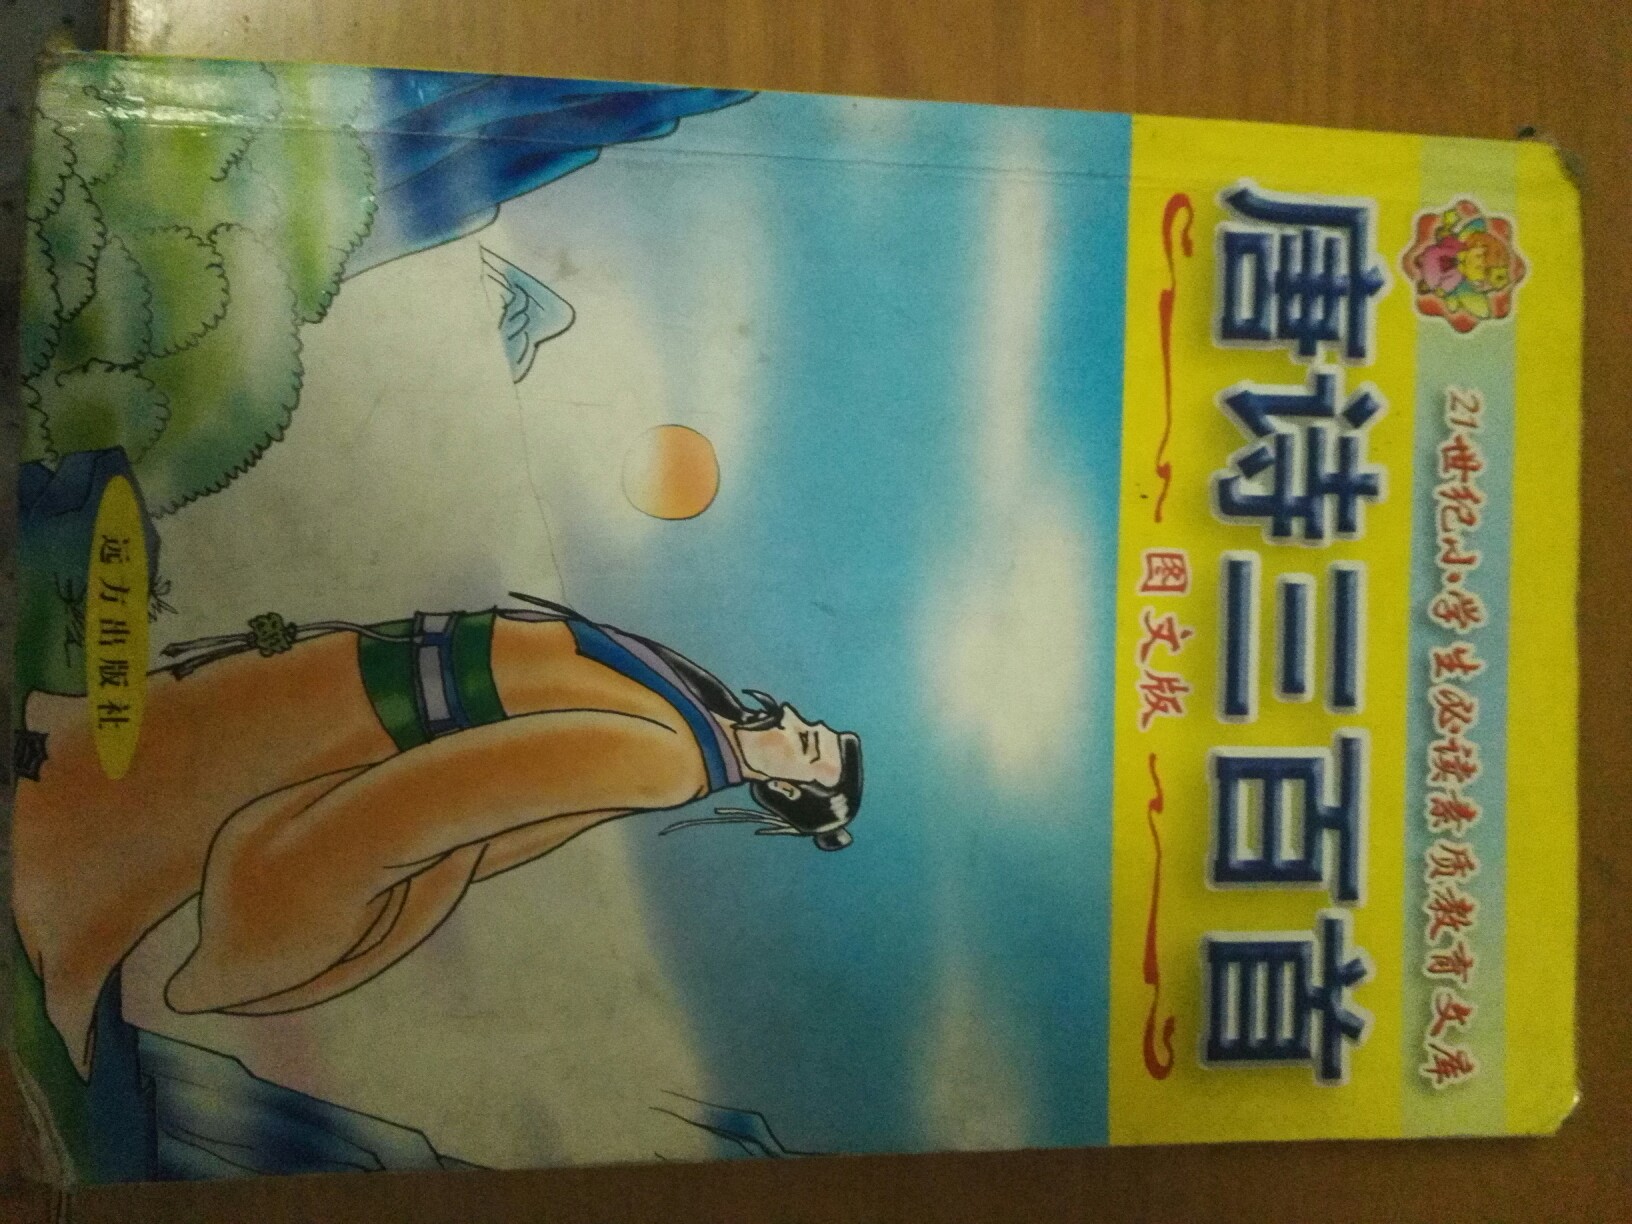 21世纪小学生必读素质教育文库
唐诗三百首
图文版
远方出版社